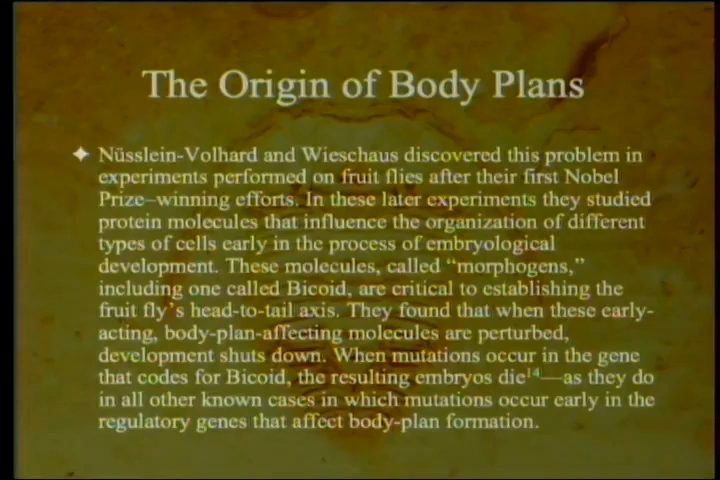 The Origin of Body Plans
Nüsslein-Volhard and Wieschaus discovered this problem in
experiments performed on fruit flies after their first Nobel
Prize–winning efforts. In these later experiments they studied
protein molecules that influence the organization of different
types of cells early in the process of embryological
development. These molecules, called “morphogens,”
including one called Bicoid, are critical to establishing the
fruit fly’s head-to-tail axis. They found that when these early-
acting, body-plan-affecting molecules are perturbed,
development shuts down. When mutations occur in the gene
that codes for Bicoid, the resulting embryos die¹⁴—as they do
in all other known cases in which mutations occur early in the
regulatory genes that affect body-plan formation.